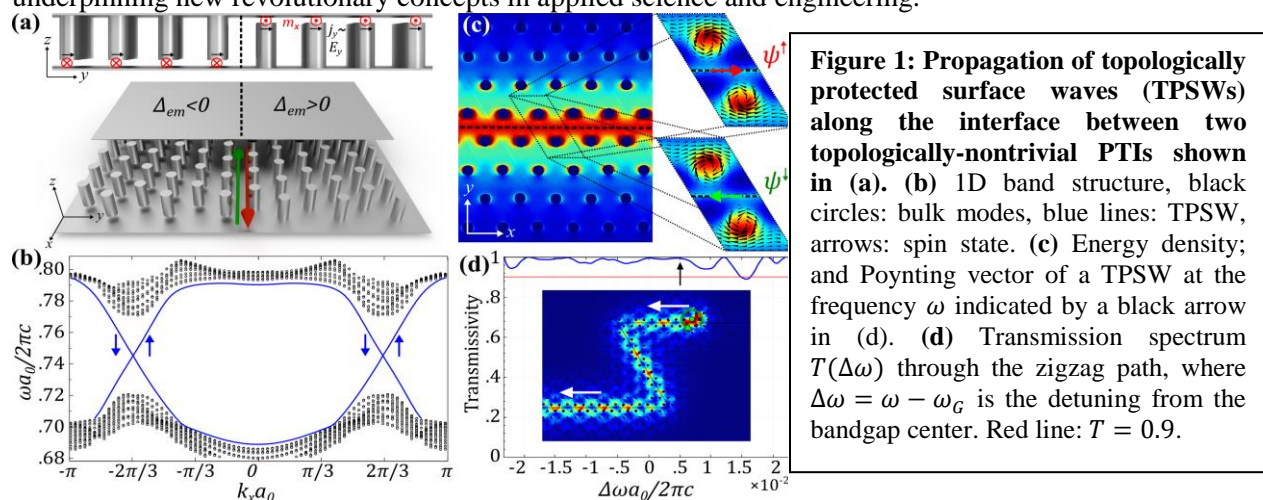 underpinning new revolutionary concepts in applied science and engineering.
(a)
z
y
mₓ
j_y~
E_y
Δ_em<0
Δ_em>0
z
y
x
(c)
y
x
ψ↑
ψ↓
(b)
.80
.78
.76
.74
.72
.70
.68
ωa₀/2πc
-π
-2π/3
-π/3
0
π/3
2π/3
π
kₓa₀
(d)
1
.8
.6
.4
.2
0
Transmissivity
-2
-1.5
-1
-.5
0
.5
1
1.5
2
×10⁻²
Δωa₀/2πc
Figure 1: Propagation of topologically
protected surface waves (TPSWs)
along the interface between two
topologically-nontrivial PTIs shown
in (a). (b) 1D band structure, black
circles: bulk modes, blue lines: TPSW,
arrows: spin state. (c) Energy density;
and Poynting vector of a TPSW at the
frequency ω indicated by a black arrow
in (d). (d) Transmission spectrum
T(Δω) through the zigzag path, where
Δω = ω − ω_G is the detuning from the
bandgap center. Red line: T = 0.9.